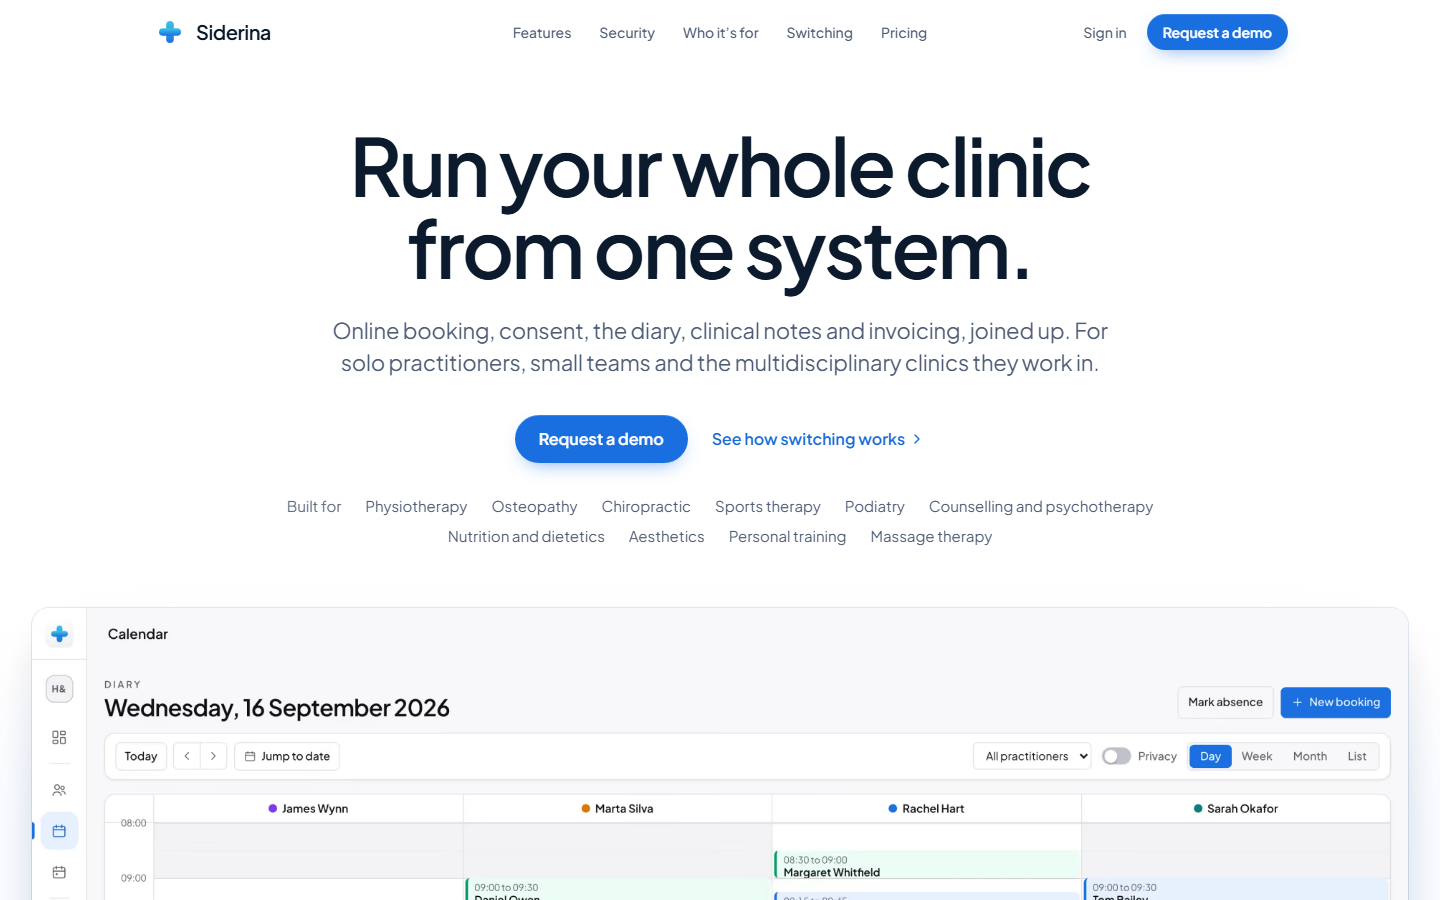 Siderina
Features Security Who it's for Switching Pricing
Sign in Request a demo
Run your whole clinic
from one system.
Online booking, consent, the diary, clinical notes and invoicing, joined up. For
solo practitioners, small teams and the multidisciplinary clinics they work in.
Request a demo See how switching works
Built for Physiotherapy Osteopathy Chiropractic Sports therapy Podiatry Counselling and psychotherapy
Nutrition and dietetics Aesthetics Personal training Massage therapy
Calendar
H&
DIARY
Wednesday, 16 September 2026
Mark absence + New booking
Today Jump to date All practitioners Privacy Day Week Month List
James Wynn Marta Silva Rachel Hart Sarah Okafor
08:00
08:30 to 09:00
Margaret Whitfield
09:00
09:00 to 09:30 09:00 to 09:30